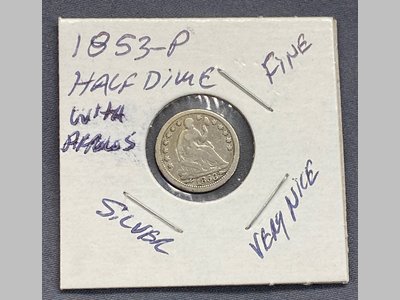 1853-P
HALF DIME
WITH
ARROWS
FINE
SILVER
VERY NICE